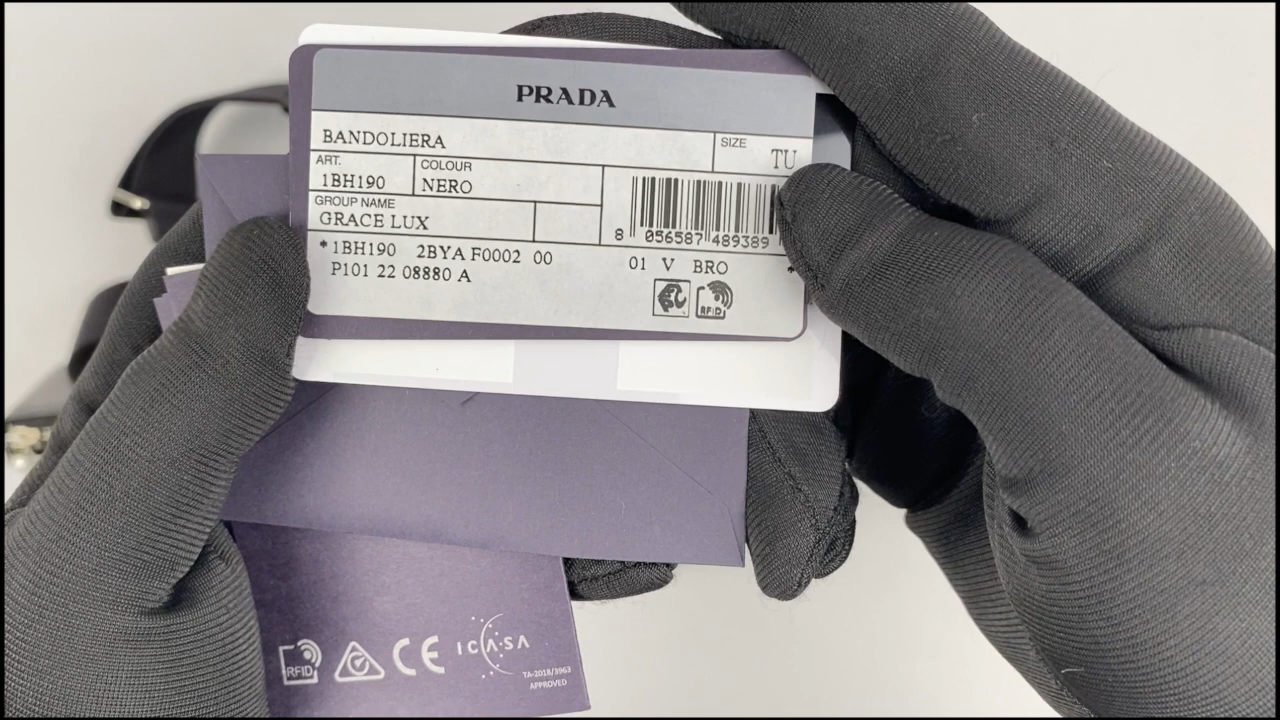 PRADA
BANDOLIERA
SIZE
TU
ART.
1BH190
COLOUR
NERO
GROUP NAME
GRACE LUX
8 056587 489389
*1BH190 2BYA F0002 00
01 V BRO *
P101 22 08880 A
RFID
RFID
CE
ICASA
TA-2018/3963
APPROVED